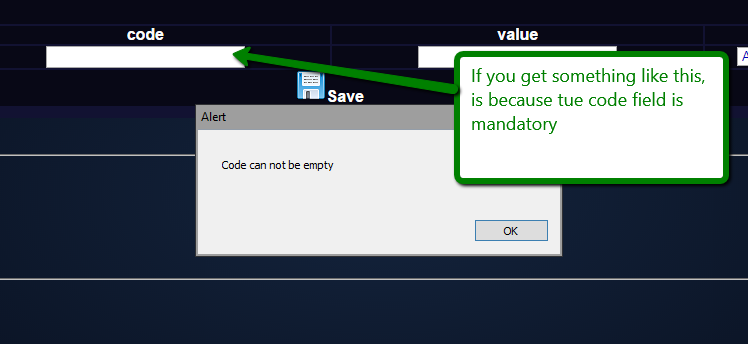 code value
A
If you get something like this,
is because tue code field is
mandatory
Save
Alert
Code can not be empty
OK